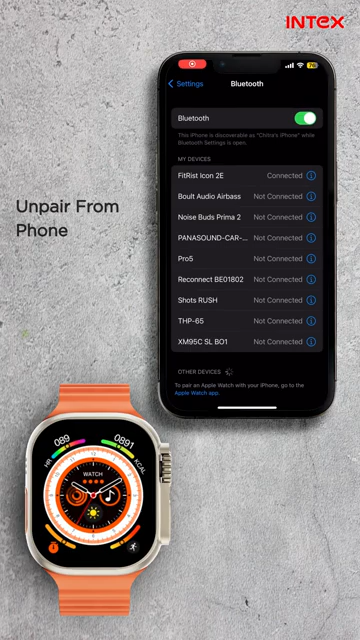 INTEX
78
Settings
Bluetooth
Bluetooth
This iPhone is discoverable as "Chitra's iPhone" while
Bluetooth Settings is open.
MY DEVICES
FitRist Icon 2E Connected
Boult Audio Airbass Not Connected
Noise Buds Prima 2 Not Connected
PANASOUND-CAR-... Not Connected
Pro5 Not Connected
Reconnect BE01802 Not Connected
Shots RUSH Not Connected
THP-65 Not Connected
XM95C SL BO1 Not Connected
OTHER DEVICES
To pair an Apple Watch with your iPhone, go to the
Apple Watch app.
Unpair From
Phone
089
0891
HR
KCAL
WATCH